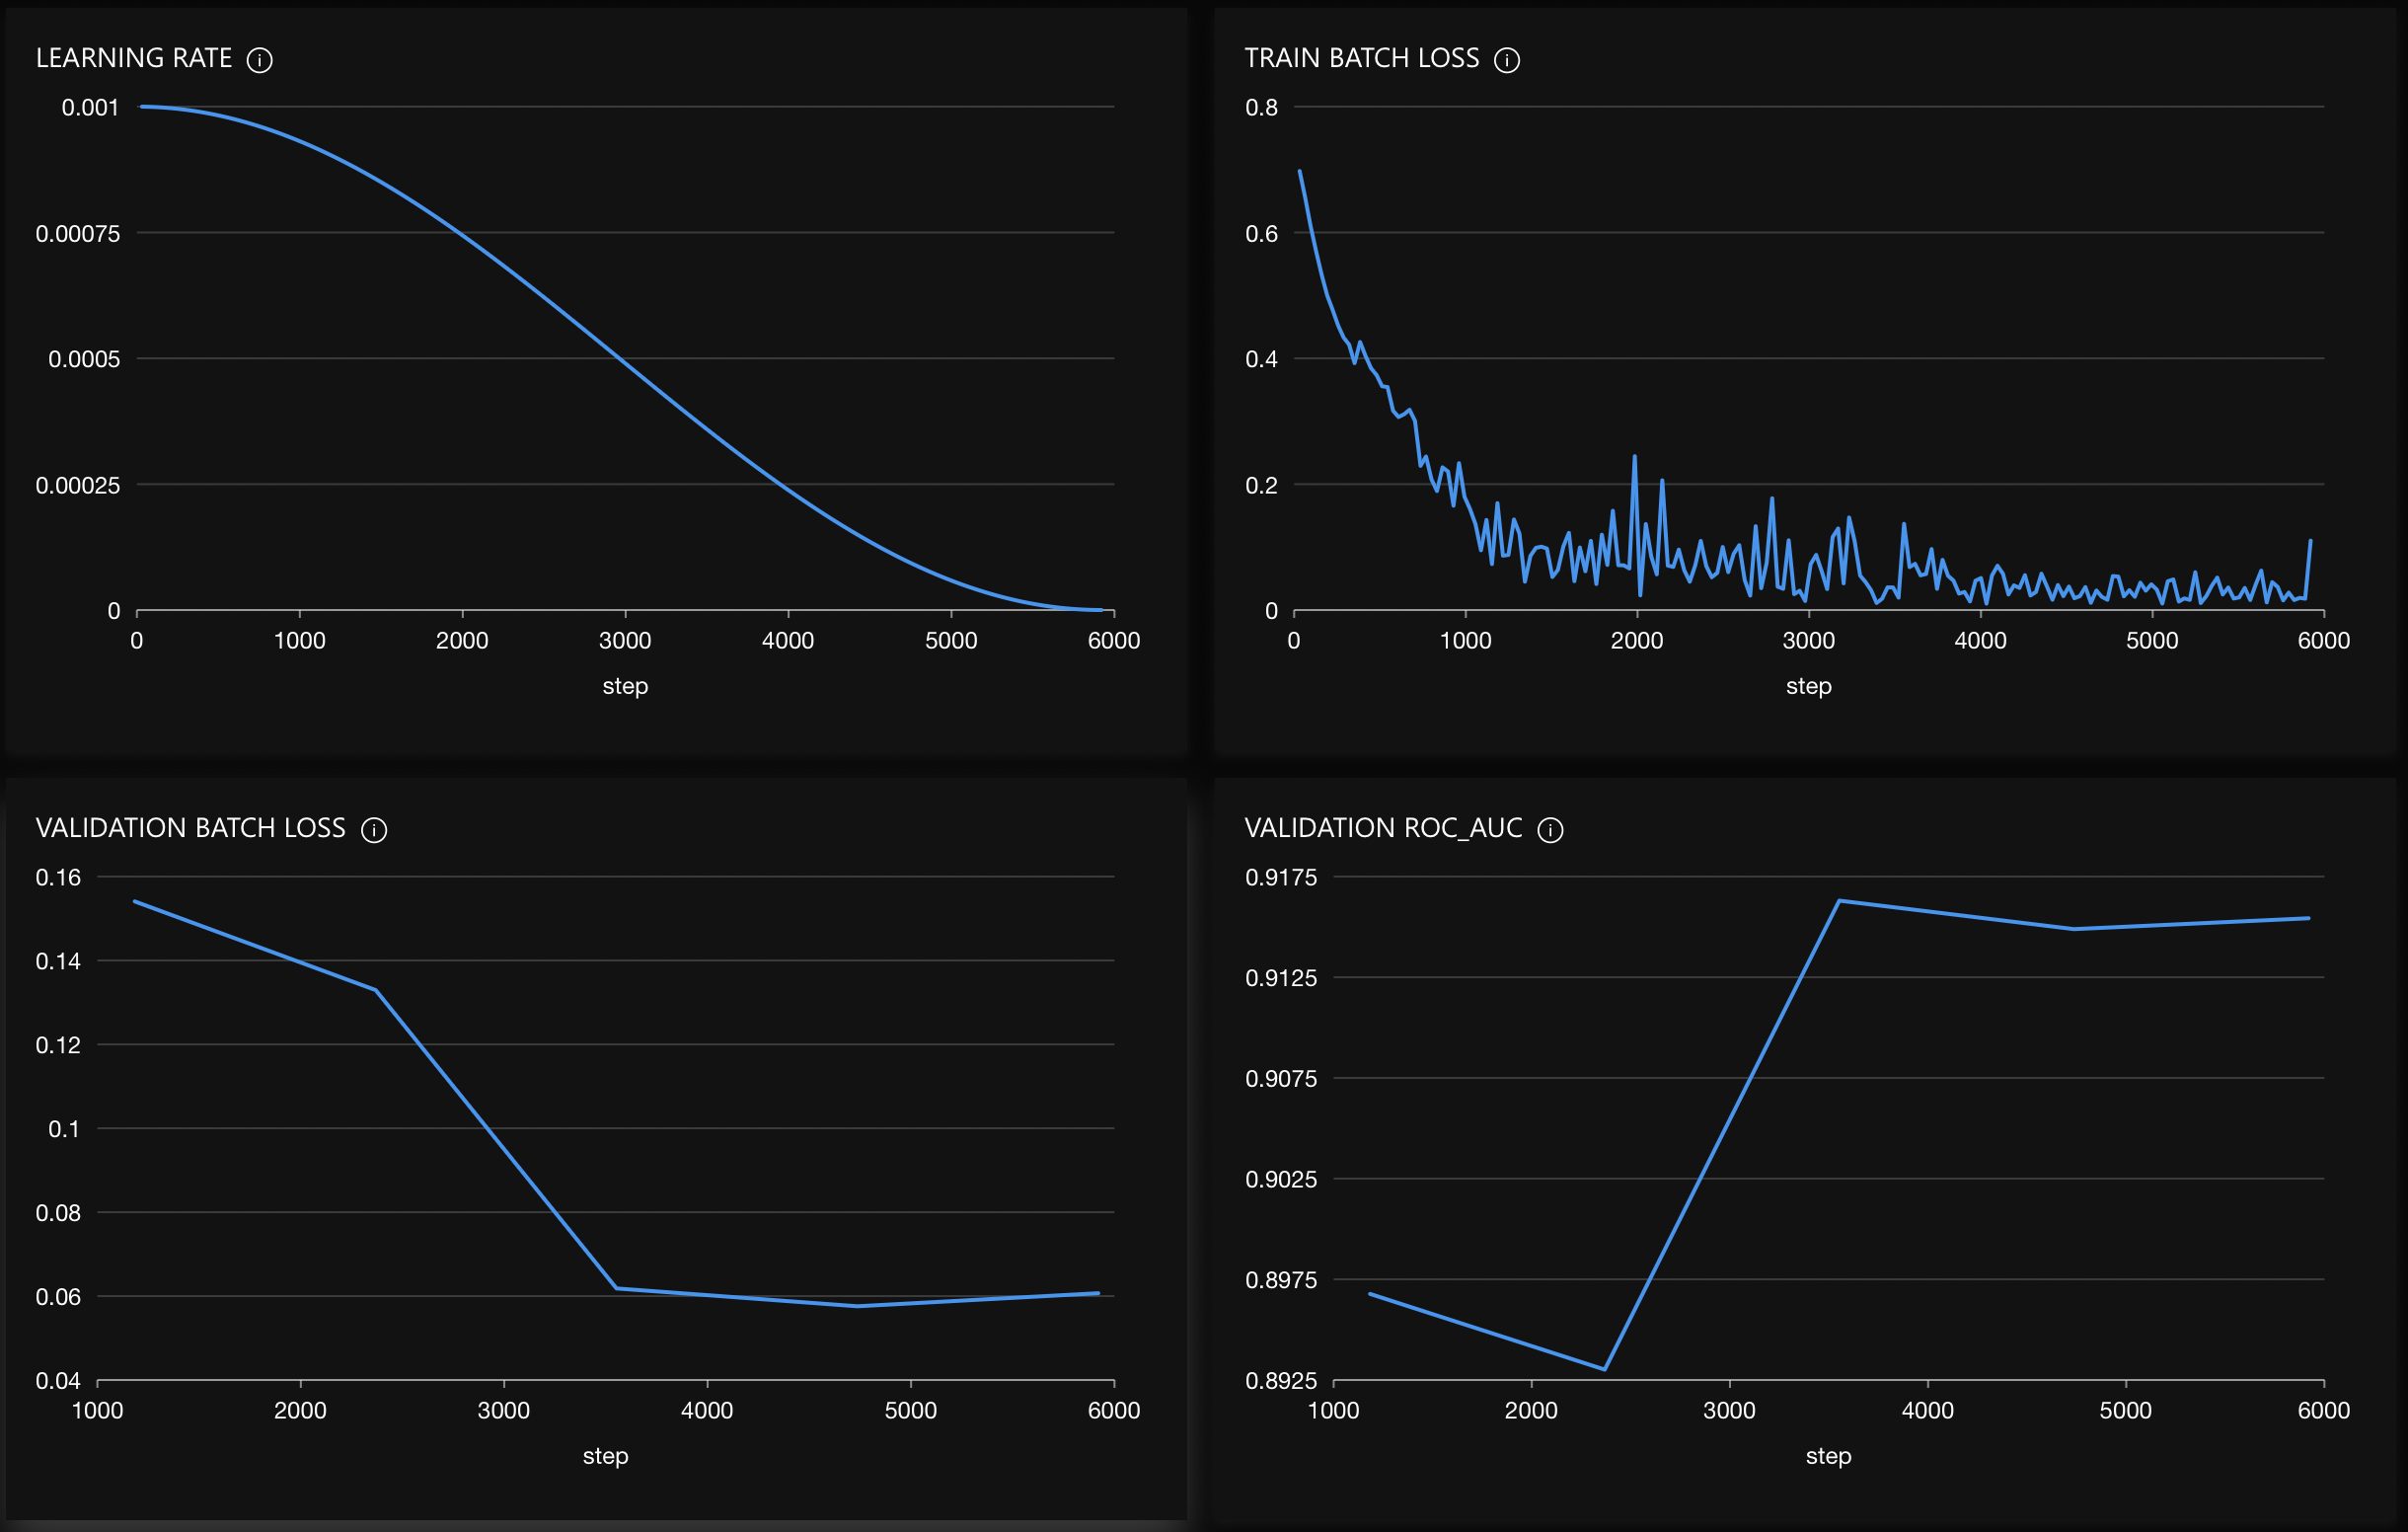 LEARNING RATE
0.001
0.00075
0.0005
0.00025
0
0 1000 2000 3000 4000 5000 6000
step
TRAIN BATCH LOSS
0.8
0.6
0.4
0.2
0
0 1000 2000 3000 4000 5000 6000
step
VALIDATION BATCH LOSS
0.16
0.14
0.12
0.1
0.08
0.06
0.04
1000 2000 3000 4000 5000 6000
step
VALIDATION ROC_AUC
0.9175
0.9125
0.9075
0.9025
0.8975
0.8925
1000 2000 3000 4000 5000 6000
step